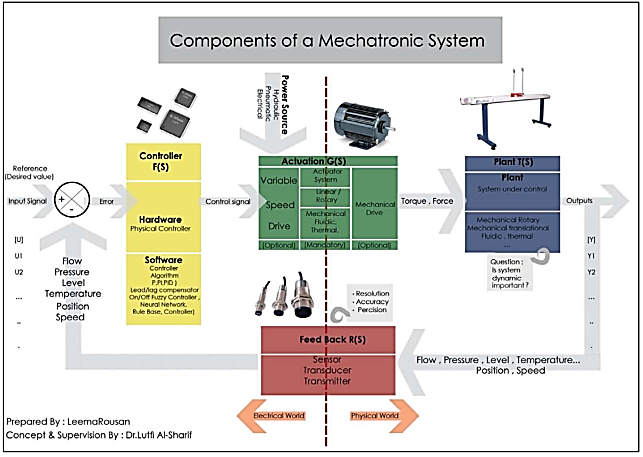 Components of a Mechatronic System
Power Source
Hydraulic
Pneumatic
Electrical
Reference
(Desired value)
Input Signal
+
-
Error
Controller
F(S)
Hardware
Physical Controller
Software
Controller
Algorithm
P,PI,PID )
Lead/lag compensator
On/Off Fuzzy Controller ,
Neural Network,
Rule Base, Controller)
Control signal
Actuation G(S)
Variable
Speed
Drive
(Optional)
Actuator
System
Linear /
Rotary
Mechanical
Fluidic,
Thermal.
(Mandatory)
Mechanical
Drive
(Optional)
Torque , Force
Plant T(S)
Plant
System under control
Mechanical Rotary
Mechanical translational
Fluidic , thermal
...
Outputs
[U]
U1
U2
...
..
.
Flow
Pressure
Level
Temperature
Position
Speed
[Y]
Y1
Y2
...
..
.
Question :
Is system
dynamic
important ?
• Resolution
• Accuracy
• Percision
Feed Back R(S)
Sensor
Transducer
Transmitter
Flow , Pressure , Level , Temperature...
Position , Speed
Electrical World
Physical World
Prepared By : LeemaRousan
Concept & Supervision By : Dr.Lutfi Al-Sharif